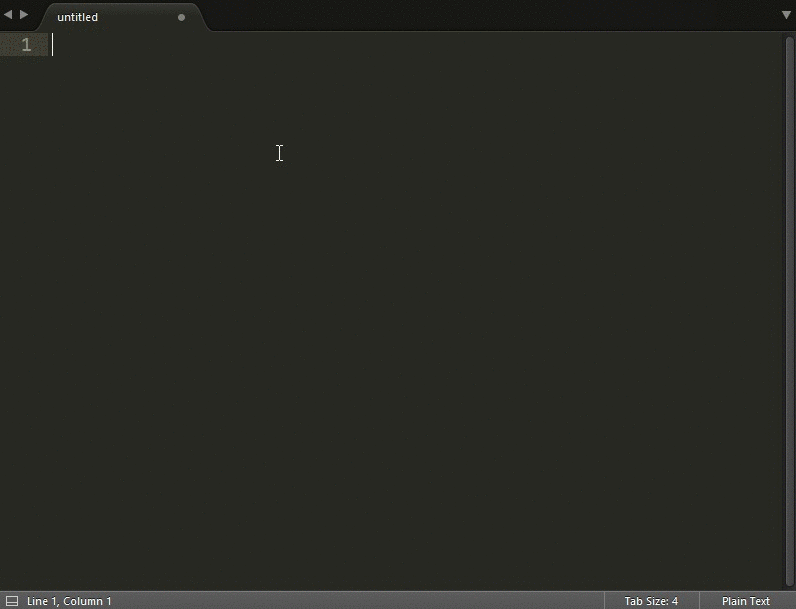 untitled
1
Line 1, Column 1
Tab Size: 4
Plain Text